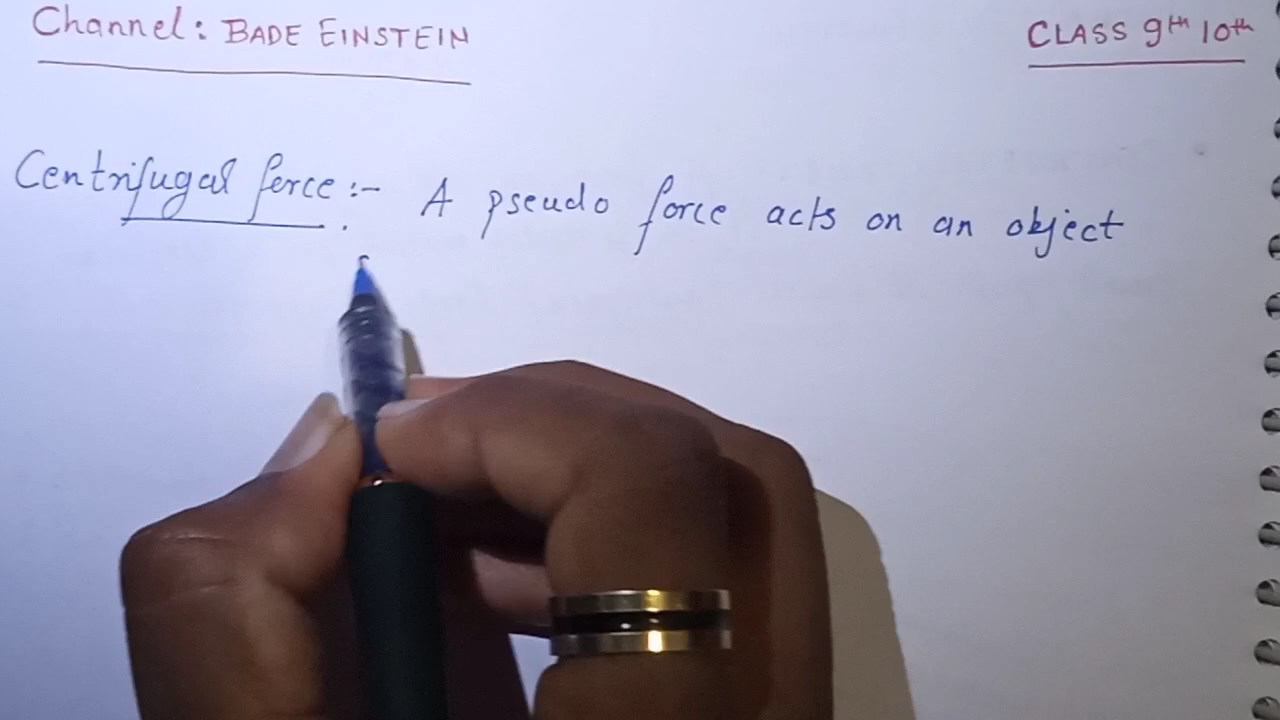 Channel: BADE EINSTEIN
CLASS 9th 10th
Centrifugal force :- A pseudo force acts on an object